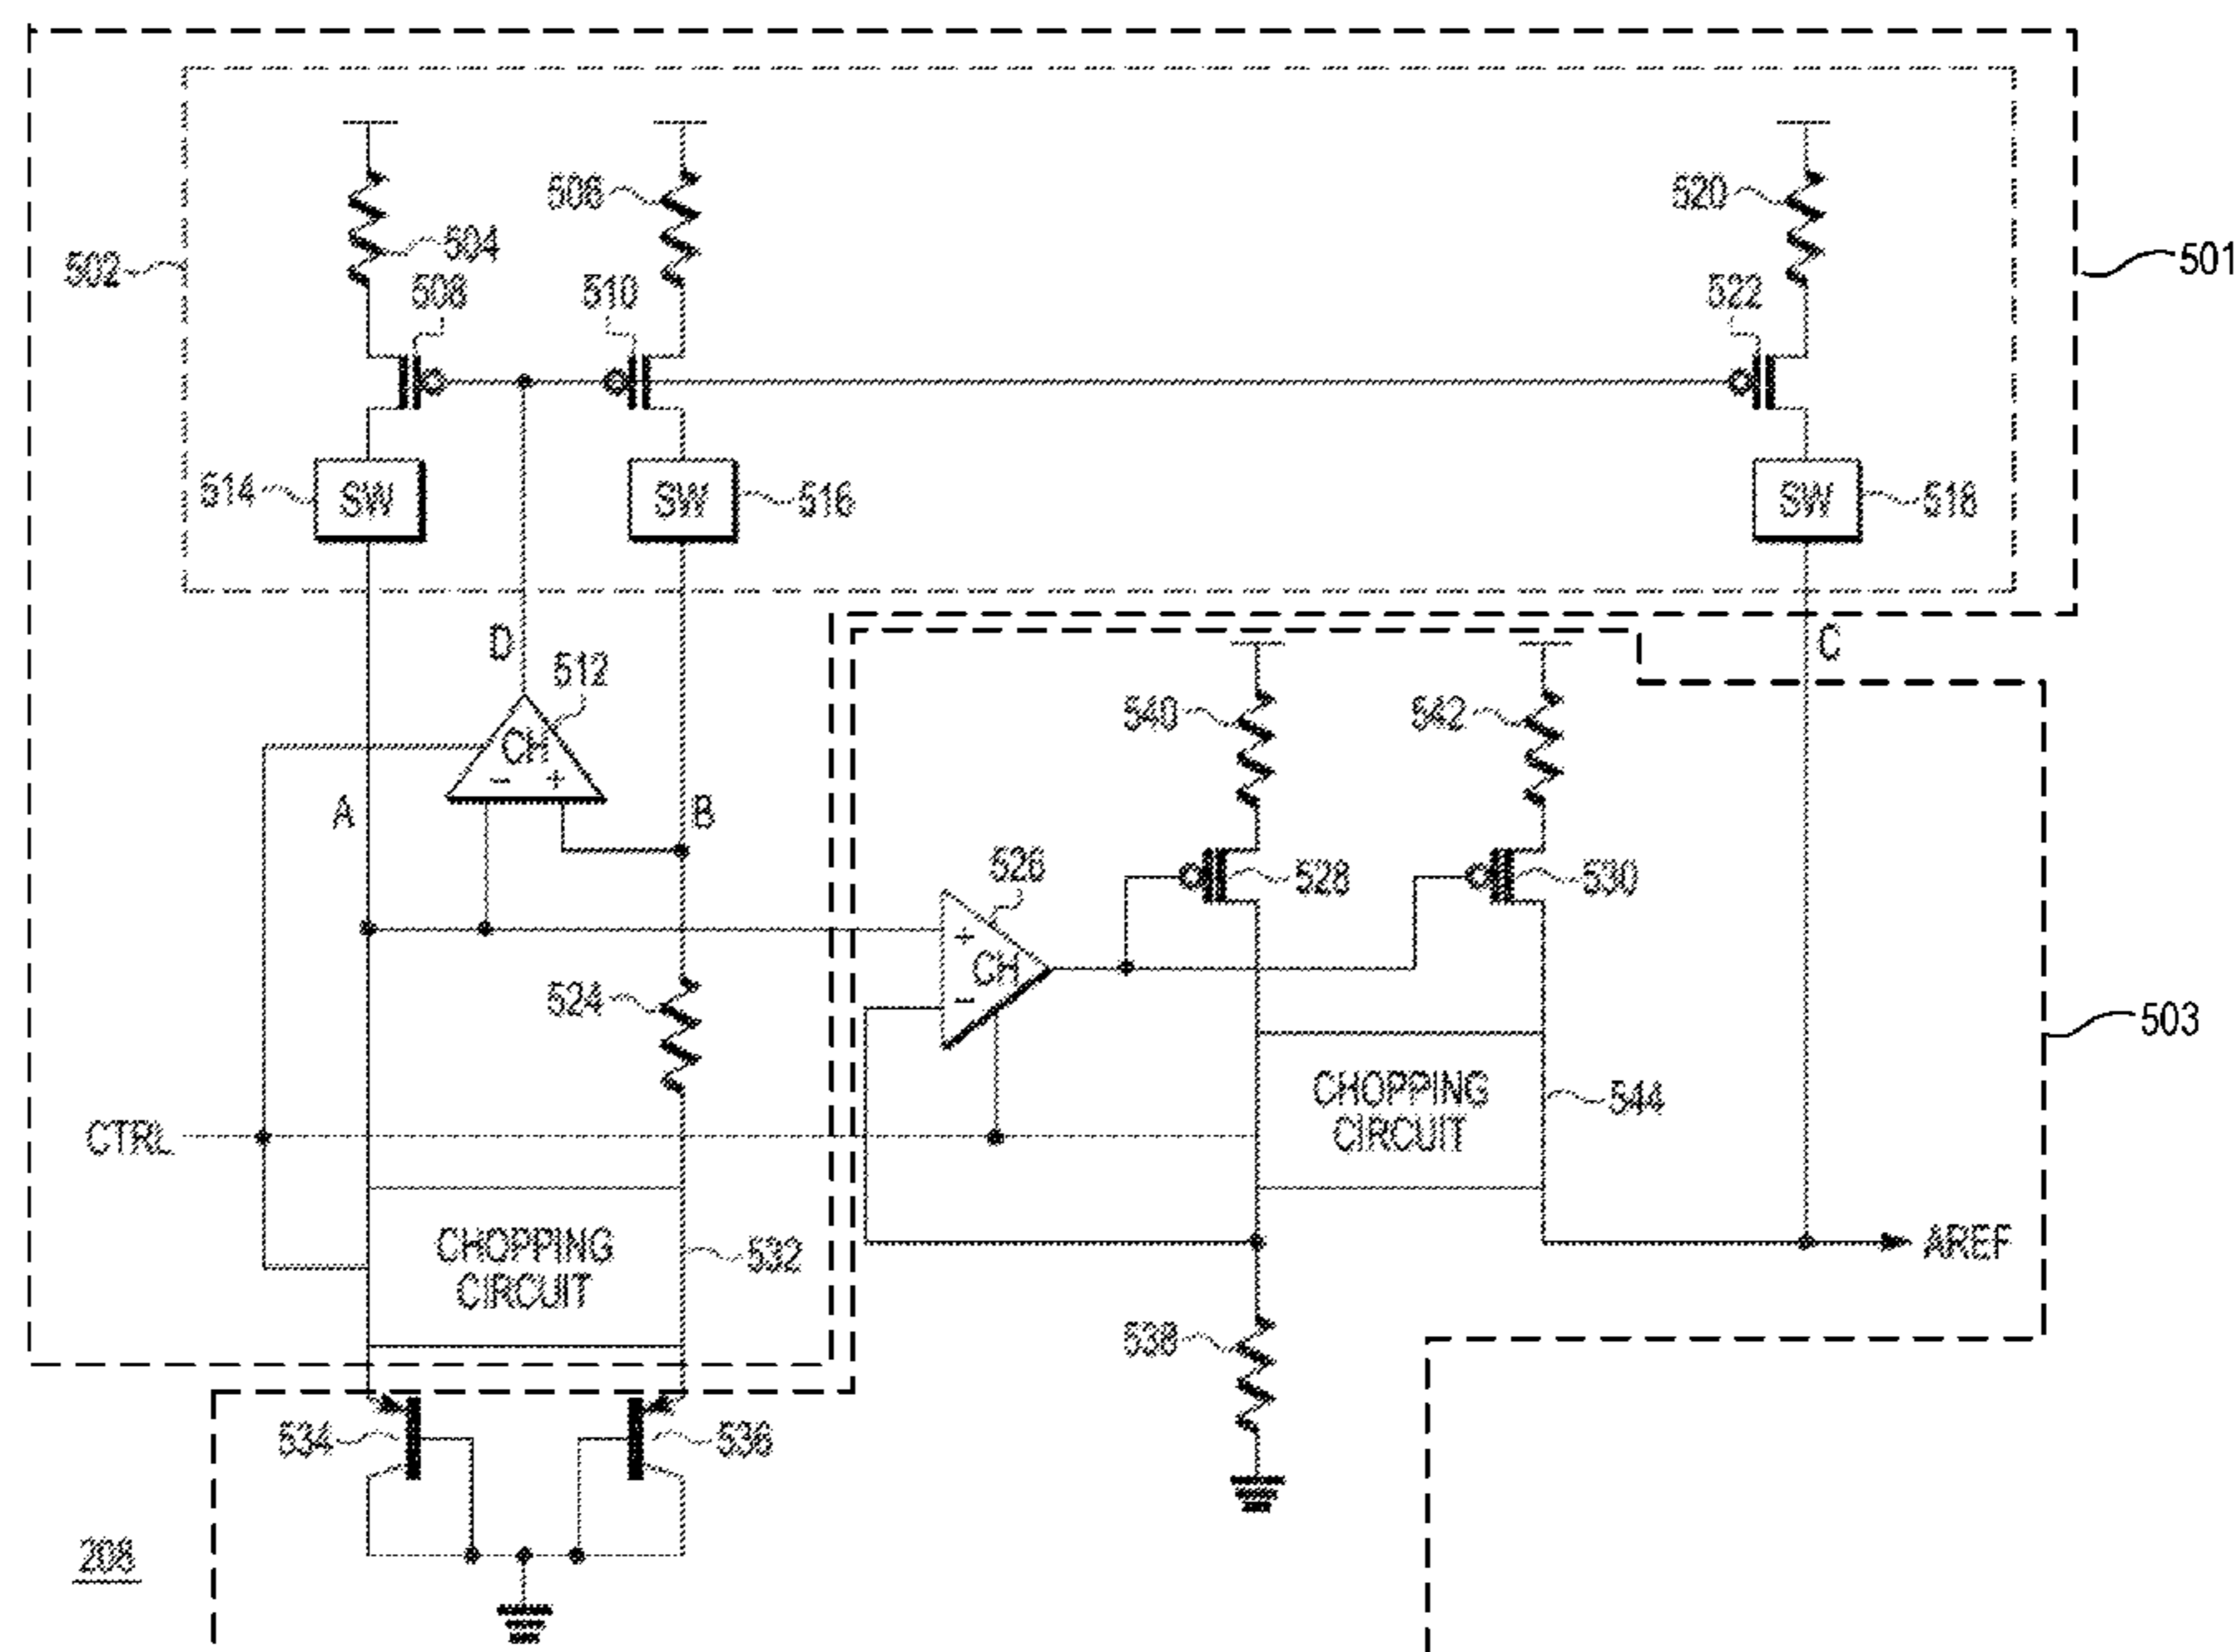 506
520
504
502
501
508
510
522
514
SW
SW
516
SW
518
D
C
512
540
542
CH
- +
A
B
526
528
530
+
CH
-
524
503
CHOPPING
CIRCUIT
544
CTRL
CHOPPING
CIRCUIT
532
AREF
538
534
536
208